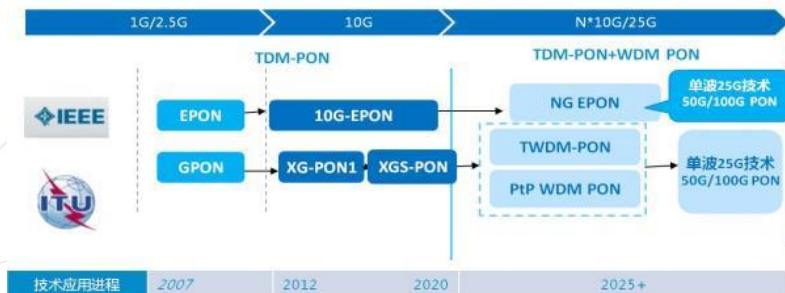 1G/2.5G
10G
N*10G/25G
TDM-PON
TDM-PON+WDM PON
IEEE
EPON
10G-EPON
NG EPON
单波25G技术
50G/100G PON
ITU
GPON
XG-PON1
XGS-PON
TWDM-PON
PtP WDM PON
单波25G技术
50G/100G PON
技术应用进程
2007
2012
2020
2025+